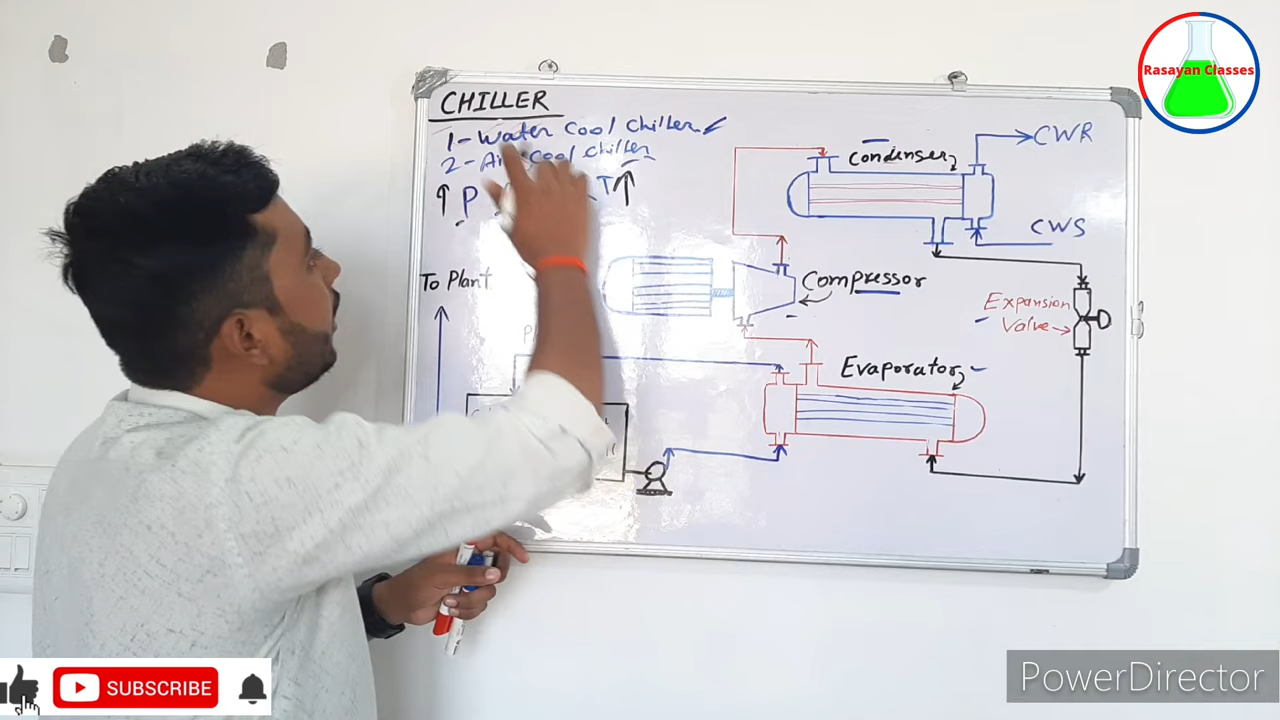 Rasayan Classes
CHILLER
1- Water Cool Chiller
2- Air Cool Chiller
↑ P T↑
Condenser
CWR
CWS
To Plant
Compressor
Expansion
Valve
Evaporator
SUBSCRIBE
PowerDirector